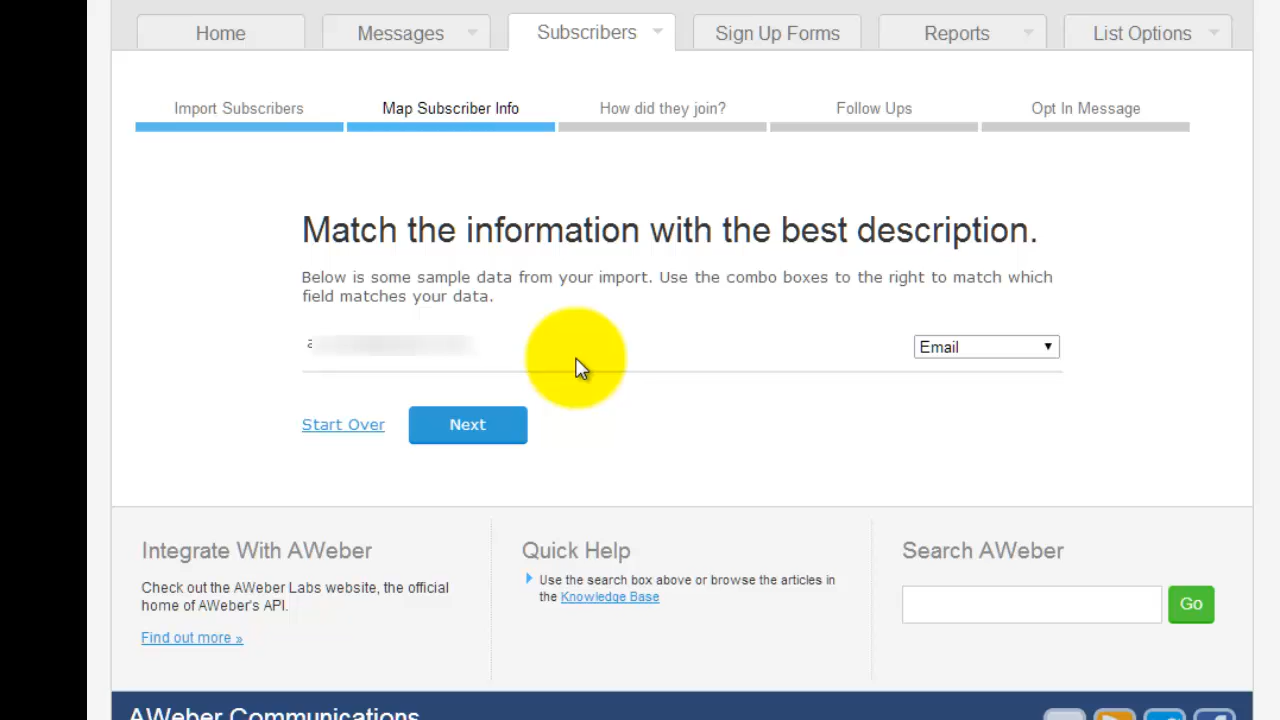 Home Messages Subscribers Sign Up Forms Reports List Options
Import Subscribers Map Subscriber Info How did they join? Follow Ups Opt In Message
Match the information with the best description.
Below is some sample data from your import. Use the combo boxes to the right to match which
field matches your data.
a
Email
Start Over Next
Integrate With AWeber
Check out the AWeber Labs website, the official
home of AWeber's API.
Find out more »
Quick Help
Use the search box above or browse the articles in
the Knowledge Base
Search AWeber
Go
AWeber Communications